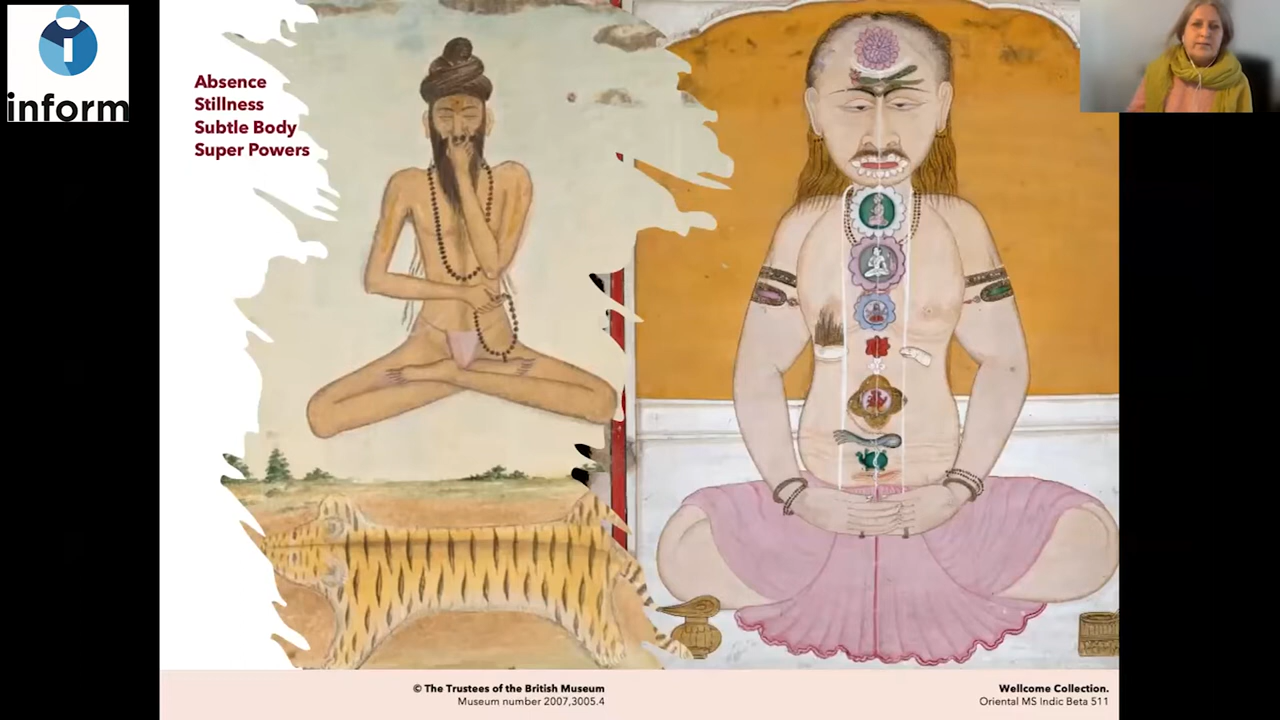 inform
Absence
Stillness
Subtle Body
Super Powers
© The Trustees of the British Museum
Museum number 2007,3005.4
Wellcome Collection.
Oriental MS Indic Beta 511